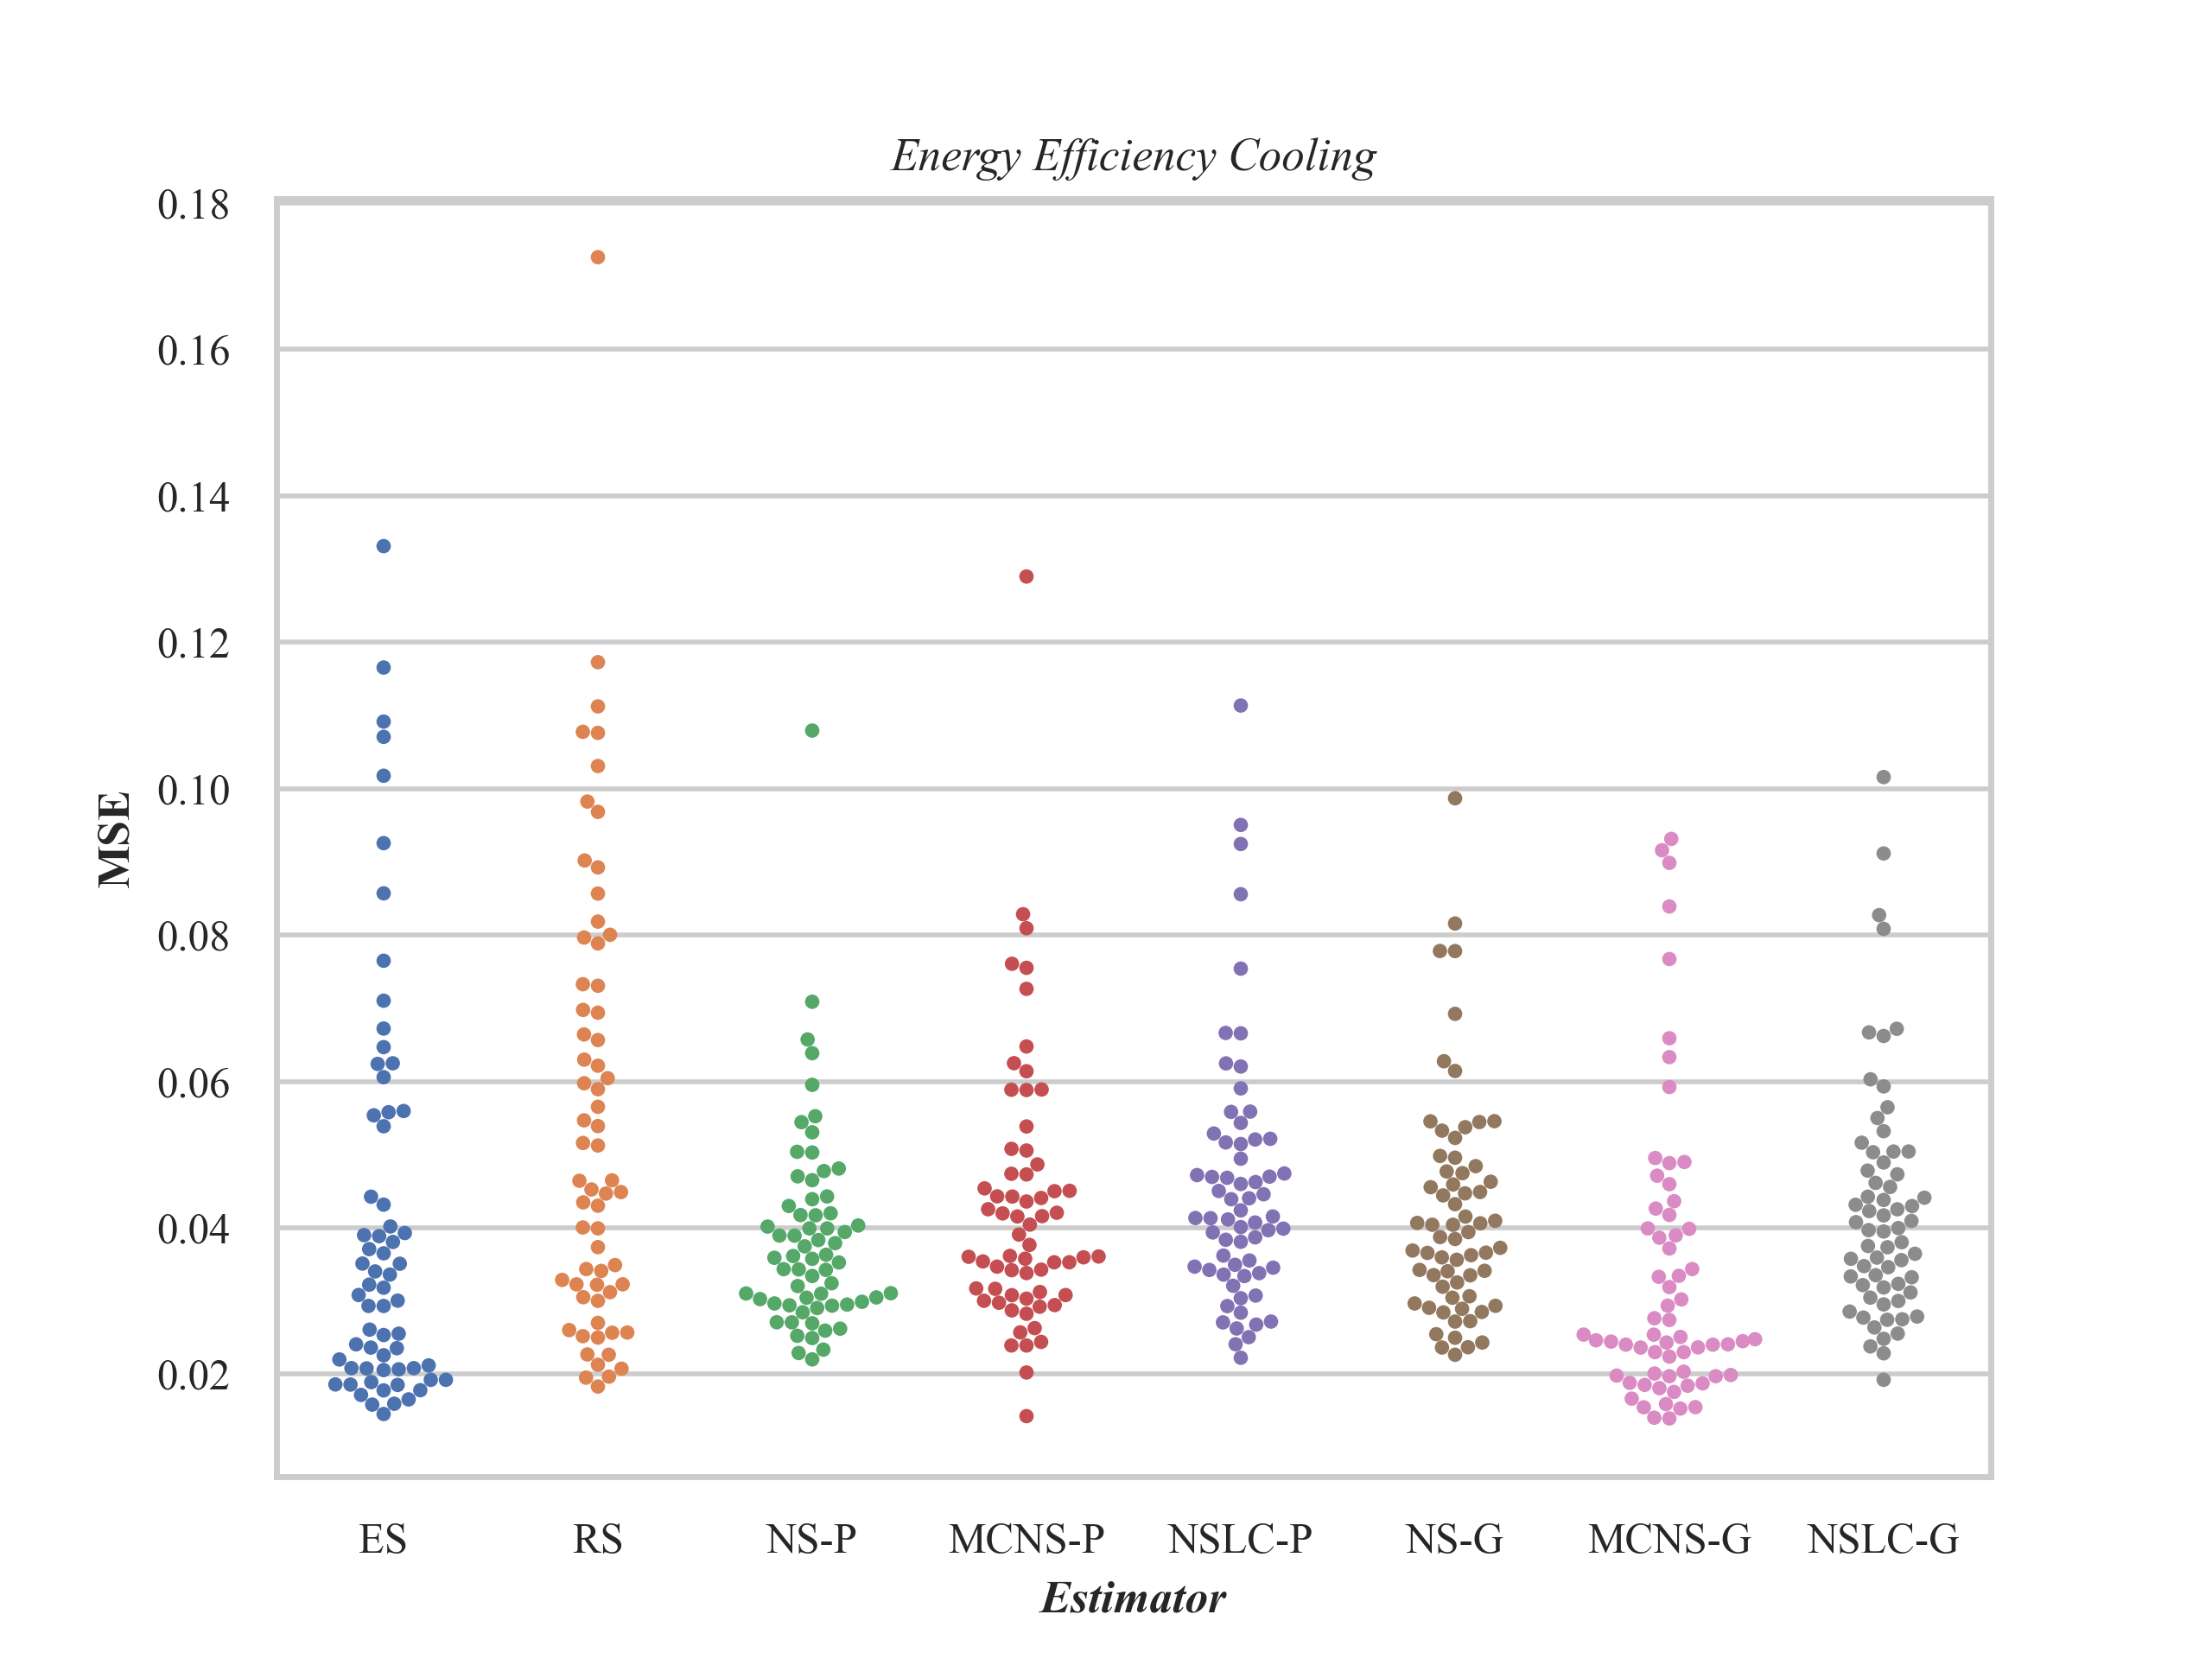 Energy Efficiency Cooling
0.18
0.16
0.14
0.12
0.10
0.08
0.06
0.04
0.02
MSE
ES RS NS-P MCNS-P NSLC-P NS-G MCNS-G NSLC-G
Estimator